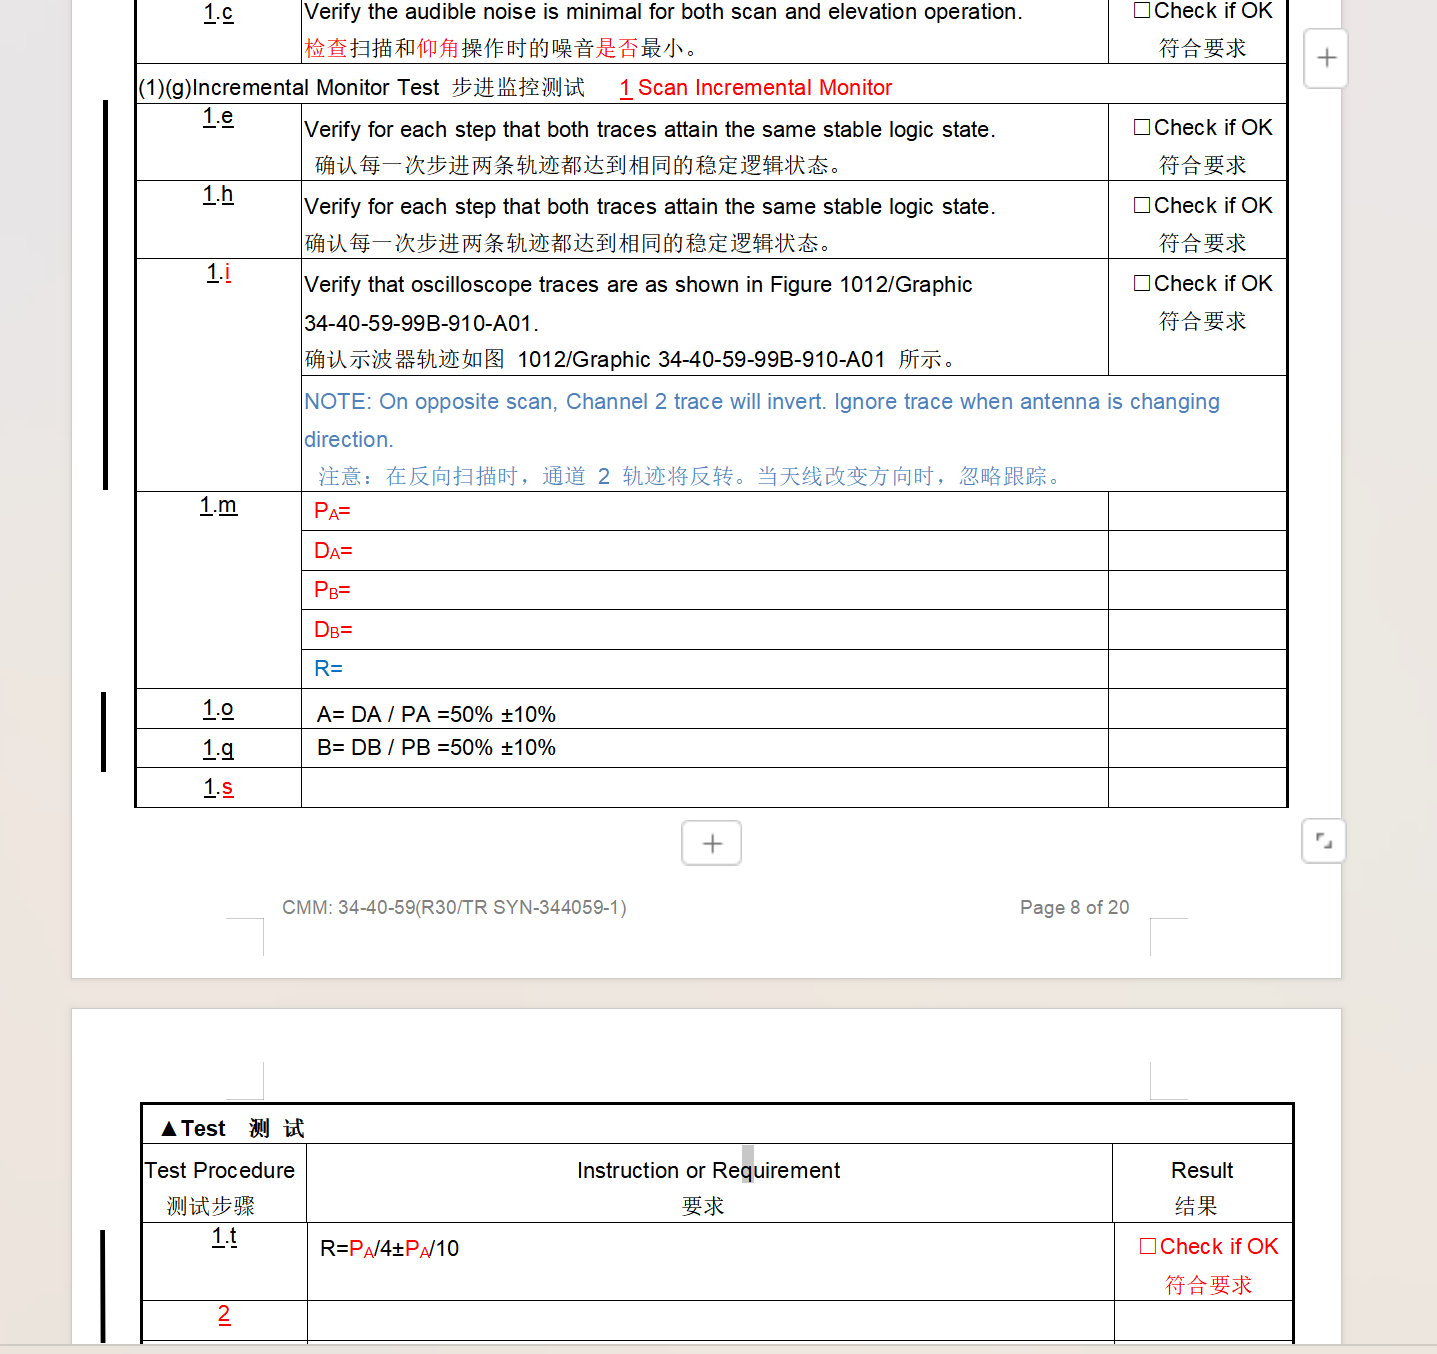 1.c
Verify the audible noise is minimal for both scan and elevation operation.
检查扫描和仰角操作时的噪音是否最小。
□Check if OK
符合要求
(1)(g)Incremental Monitor Test 步进监控测试 1 Scan Incremental Monitor
1.e
Verify for each step that both traces attain the same stable logic state.
确认每一次步进两条轨迹都达到相同的稳定逻辑状态。
□Check if OK
符合要求
1.h
Verify for each step that both traces attain the same stable logic state.
确认每一次步进两条轨迹都达到相同的稳定逻辑状态。
□Check if OK
符合要求
1.i
Verify that oscilloscope traces are as shown in Figure 1012/Graphic
34-40-59-99B-910-A01.
确认示波器轨迹如图 1012/Graphic 34-40-59-99B-910-A01 所示。
□Check if OK
符合要求
NOTE: On opposite scan, Channel 2 trace will invert. Ignore trace when antenna is changing
direction.
注意：在反向扫描时，通道 2 轨迹将反转。当天线改变方向时，忽略跟踪。
1.m
PA=
DA=
PB=
DB=
R=
1.o
A= DA / PA =50% ±10%
1.q
B= DB / PB =50% ±10%
1.s
CMM: 34-40-59(R30/TR SYN-344059-1)
Page 8 of 20
▲Test 测 试
Test Procedure
测试步骤
Instruction or Requirement
要求
Result
结果
1.t
R=PA/4±PA/10
□Check if OK
符合要求
2